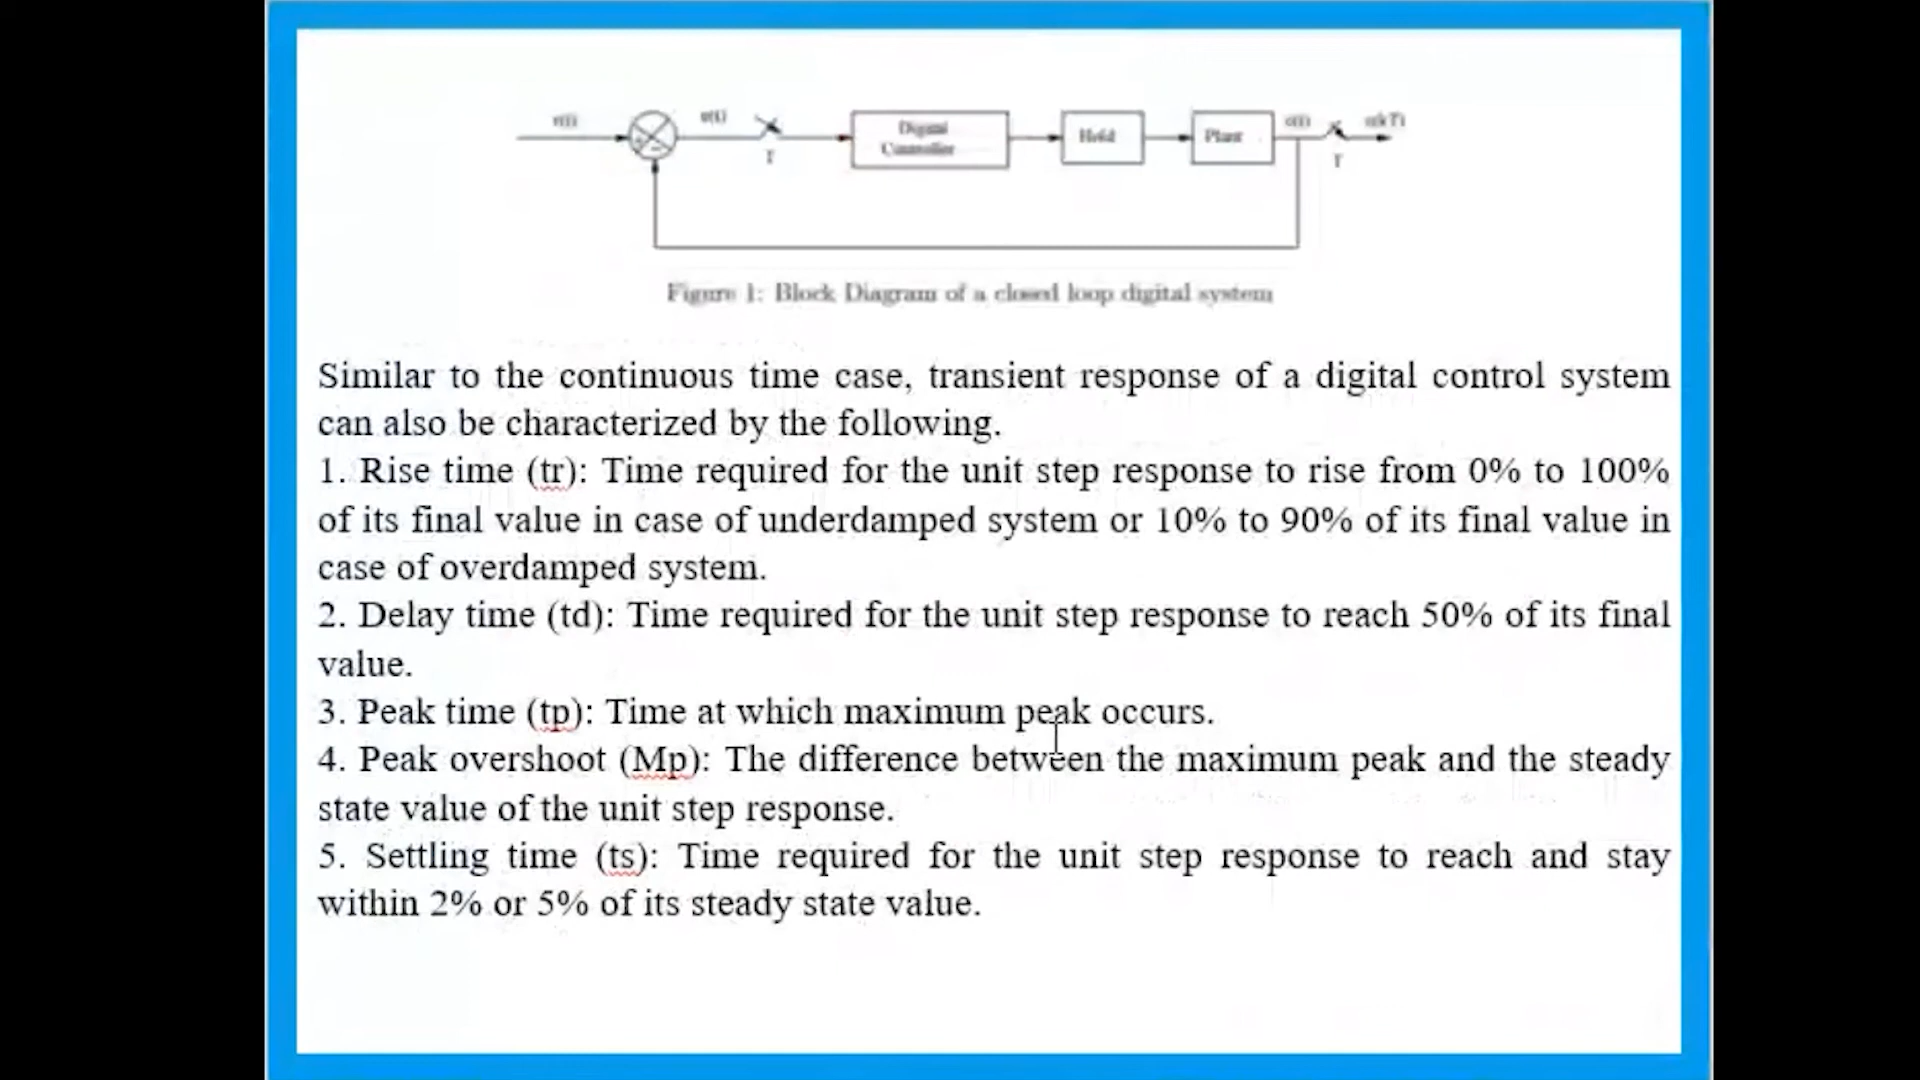 r(t)
e(t)
T
Digital
Controller
Hold
Plant
c(t)
T
c(kT)
Figure 1: Block Diagram of a closed loop digital system
Similar to the continuous time case, transient response of a digital control system
can also be characterized by the following.
1. Rise time (tr): Time required for the unit step response to rise from 0% to 100%
of its final value in case of underdamped system or 10% to 90% of its final value in
case of overdamped system.
2. Delay time (td): Time required for the unit step response to reach 50% of its final
value.
3. Peak time (tp): Time at which maximum peak occurs.
4. Peak overshoot (Mp): The difference between the maximum peak and the steady
state value of the unit step response.
5. Settling time (ts): Time required for the unit step response to reach and stay
within 2% or 5% of its steady state value.